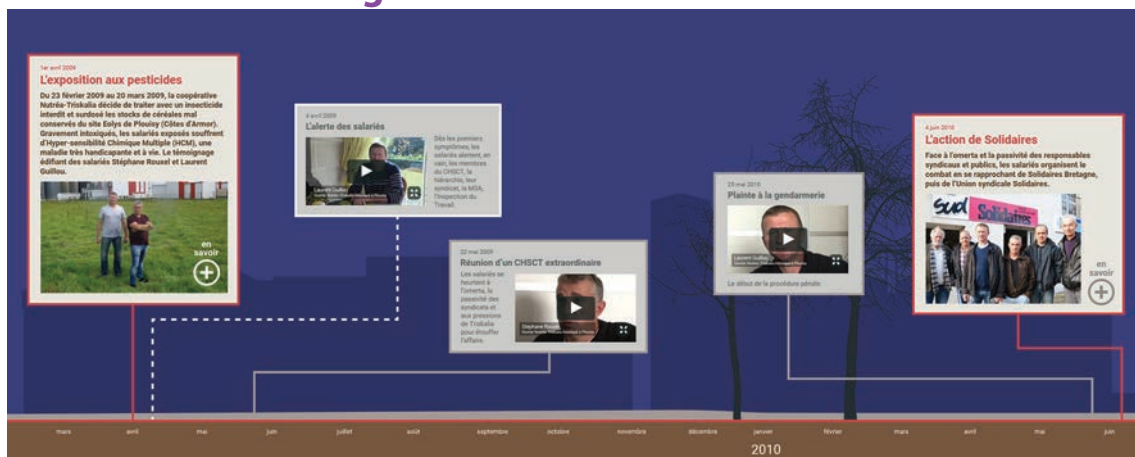 1er avril 2009
L'exposition aux pesticides
Du 23 février 2009 au 20 mars 2009, la coopérative
Nutréa-Triskalia décide de traiter avec un insecticide
interdit et surdosé les stocks de céréales mal
conservés du site Eolys de Plouisy (Côtes d'Armor).
Gravement intoxiqués, les salariés exposés souffrent
d'Hyper-sensibilité Chimique Multiple (HCM), une
maladie très handicapante et à vie. Le témoignage
édifiant des salariés Stéphane Rouxel et Laurent
Guillou.
en
savoir
4 avril 2009
L'alerte des salariés
Dès les premiers
symptômes, les
salariés alertent, en
vain, les membres
du CHSCT, la
hiérarchie, leur
syndicat, la MSA,
l'Inspection du
Travail.
Laurent Guillou
22 mai 2009
Réunion d'un CHSCT extraordinaire
Les salariés se
heurtent à
l'omerta, la
passivité des
syndicats et
aux pressions
de Triskalia
pour étouffer
l'affaire.
Stéphane Rouxel
25 mai 2010
Plainte à la gendarmerie
Laurent Guillou
Le début de la procédure pénale.
4 juin 2010
L'action de Solidaires
Face à l'omerta et la passivité des responsables
syndicaux et publics, les salariés organisent le
combat en se rapprochant de Solidaires Bretagne,
puis de l'Union syndicale Solidaires.
Sud Solidaires
en
savoir
mars avril mai juin juillet août septembre octobre novembre décembre janvier février mars avril mai juin
2010